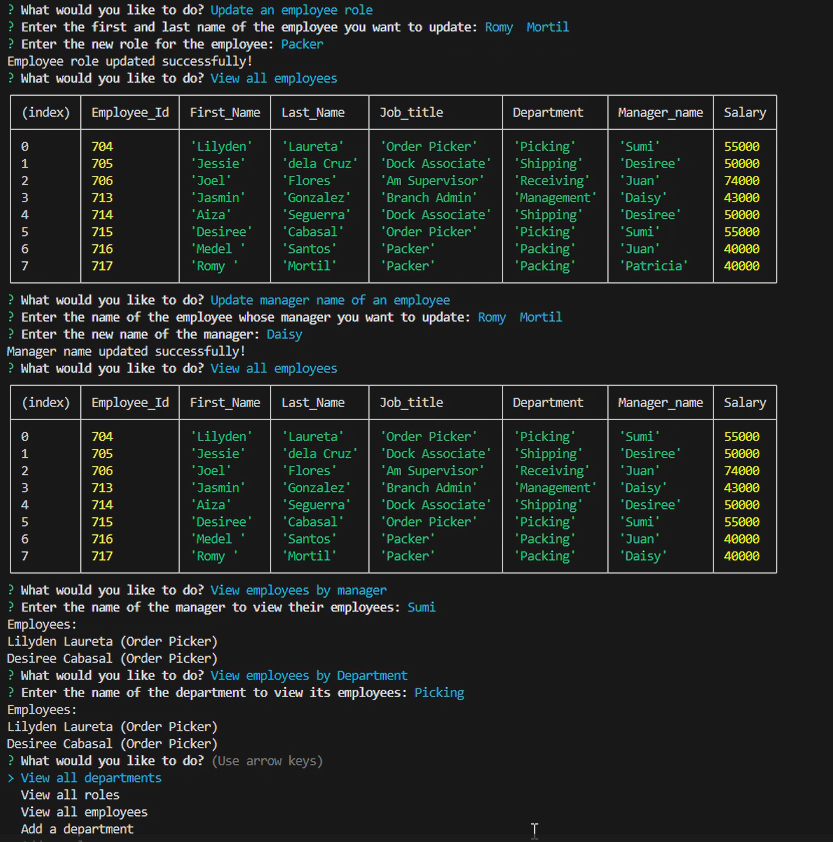 ? What would you like to do? Update an employee role
? Enter the first and last name of the employee you want to update: Romy  Mortil
? Enter the new role for the employee: Packer
Employee role updated successfully!
? What would you like to do? View all employees
(index) Employee_Id First_Name Last_Name Job_title Department Manager_name Salary
0 704 'Lilyden' 'Laureta' 'Order Picker' 'Picking' 'Sumi' 55000
1 705 'Jessie' 'dela Cruz' 'Dock Associate' 'Shipping' 'Desiree' 50000
2 706 'Joel' 'Flores' 'Am Supervisor' 'Receiving' 'Juan' 74000
3 713 'Jasmin' 'Gonzalez' 'Branch Admin' 'Management' 'Daisy' 43000
4 714 'Aiza' 'Seguerra' 'Dock Associate' 'Shipping' 'Desiree' 50000
5 715 'Desiree' 'Cabasal' 'Order Picker' 'Picking' 'Sumi' 55000
6 716 'Medel ' 'Santos' 'Packer' 'Packing' 'Juan' 40000
7 717 'Romy ' 'Mortil' 'Packer' 'Packing' 'Patricia' 40000
? What would you like to do? Update manager name of an employee
? Enter the name of the employee whose manager you want to update: Romy  Mortil
? Enter the new name of the manager: Daisy
Manager name updated successfully!
? What would you like to do? View all employees
(index) Employee_Id First_Name Last_Name Job_title Department Manager_name Salary
0 704 'Lilyden' 'Laureta' 'Order Picker' 'Picking' 'Sumi' 55000
1 705 'Jessie' 'dela Cruz' 'Dock Associate' 'Shipping' 'Desiree' 50000
2 706 'Joel' 'Flores' 'Am Supervisor' 'Receiving' 'Juan' 74000
3 713 'Jasmin' 'Gonzalez' 'Branch Admin' 'Management' 'Daisy' 43000
4 714 'Aiza' 'Seguerra' 'Dock Associate' 'Shipping' 'Desiree' 50000
5 715 'Desiree' 'Cabasal' 'Order Picker' 'Picking' 'Sumi' 55000
6 716 'Medel ' 'Santos' 'Packer' 'Packing' 'Juan' 40000
7 717 'Romy ' 'Mortil' 'Packer' 'Packing' 'Daisy' 40000
? What would you like to do? View employees by manager
? Enter the name of the manager to view their employees: Sumi
Employees:
Lilyden Laureta (Order Picker)
Desiree Cabasal (Order Picker)
? What would you like to do? View employees by Department
? Enter the name of the department to view its employees: Picking
Employees:
Lilyden Laureta (Order Picker)
Desiree Cabasal (Order Picker)
? What would you like to do? (Use arrow keys)
> View all departments
View all roles
View all employees
Add a department